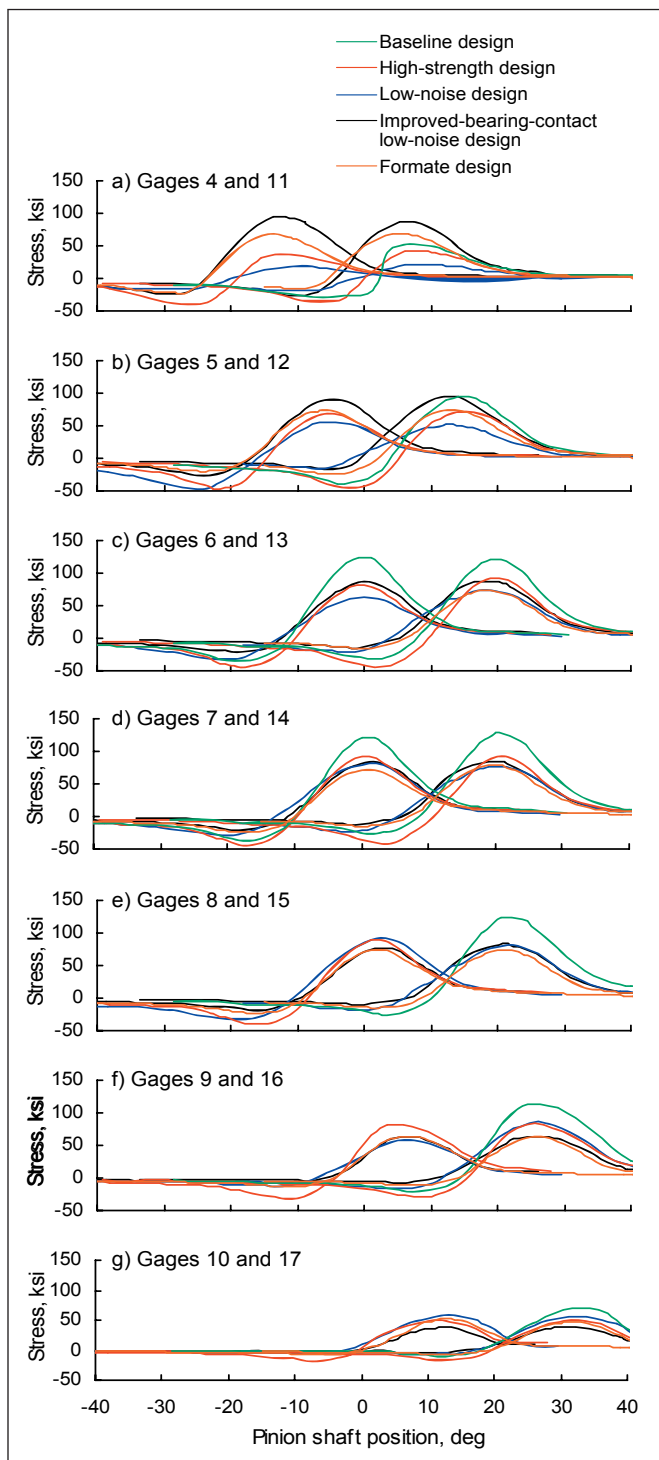 Baseline design
High-strength design
Low-noise design
Improved-bearing-contact
low-noise design
Formate design
a) Gages 4 and 11
Stress, ksi
150
100
50
0
-50
b) Gages 5 and 12
Stress, ksi
150
100
50
0
-50
c) Gages 6 and 13
Stress, ksi
150
100
50
0
-50
d) Gages 7 and 14
Stress, ksi
150
100
50
0
-50
e) Gages 8 and 15
Stress, ksi
150
100
50
0
-50
f) Gages 9 and 16
Stress, ksi
150
100
50
0
-50
g) Gages 10 and 17
Stress, ksi
150
100
50
0
-50
-40 -30 -20 -10 0 10 20 30 40
Pinion shaft position, deg